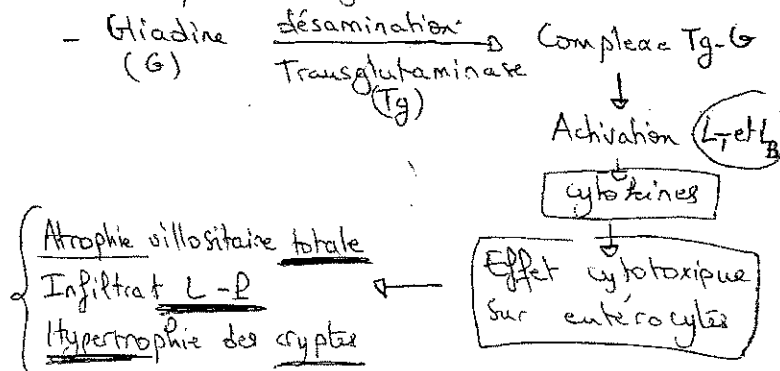 - Gliadine désamination Complexe Tg-G
(G) Transglutaminase
(Tg)
Activation LT et LB
cytokines
Effet cytotoxique
sur entérocytes
Atrophie villositaire totale
Infiltrat L-P
Hypertrophie des cryptes